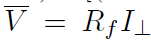 V̅ = R_f I_⊥